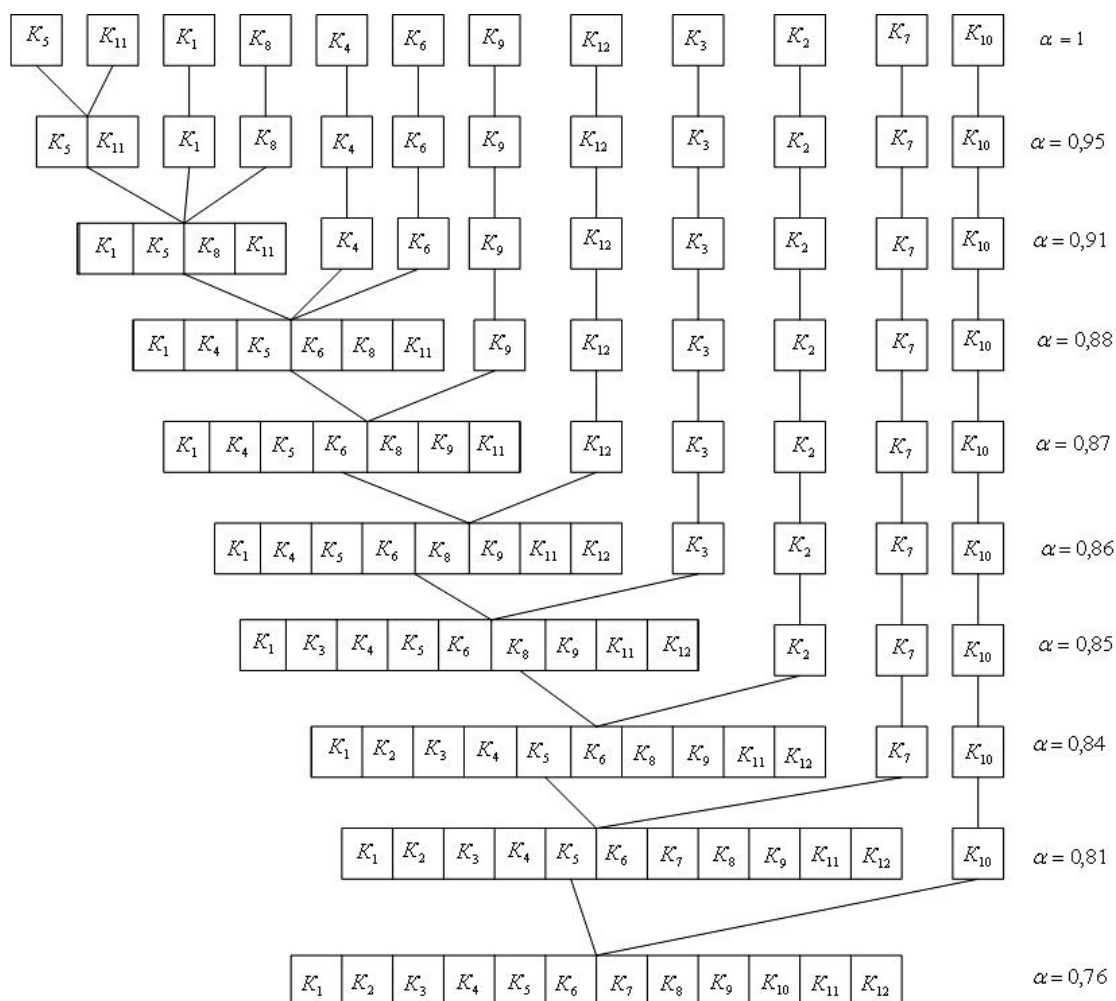 K₅ K₁₁ K₁ K₈ K₄ K₆ K₉ K₁₂ K₃ K₂ K₇ K₁₀ α = 1
K₅ K₁₁ K₁ K₈ K₄ K₆ K₉ K₁₂ K₃ K₂ K₇ K₁₀ α = 0,95
K₁ K₅ K₈ K₁₁ K₄ K₆ K₉ K₁₂ K₃ K₂ K₇ K₁₀ α = 0,91
K₁ K₄ K₅ K₆ K₈ K₁₁ K₉ K₁₂ K₃ K₂ K₇ K₁₀ α = 0,88
K₁ K₄ K₅ K₆ K₈ K₉ K₁₁ K₁₂ K₃ K₂ K₇ K₁₀ α = 0,87
K₁ K₄ K₅ K₆ K₈ K₉ K₁₁ K₁₂ K₃ K₂ K₇ K₁₀ α = 0,86
K₁ K₃ K₄ K₅ K₆ K₈ K₉ K₁₁ K₁₂ K₂ K₇ K₁₀ α = 0,85
K₁ K₂ K₃ K₄ K₅ K₆ K₈ K₉ K₁₁ K₁₂ K₇ K₁₀ α = 0,84
K₁ K₂ K₃ K₄ K₅ K₆ K₇ K₈ K₉ K₁₁ K₁₂ K₁₀ α = 0,81
K₁ K₂ K₃ K₄ K₅ K₆ K₇ K₈ K₉ K₁₀ K₁₁ K₁₂ α = 0,76